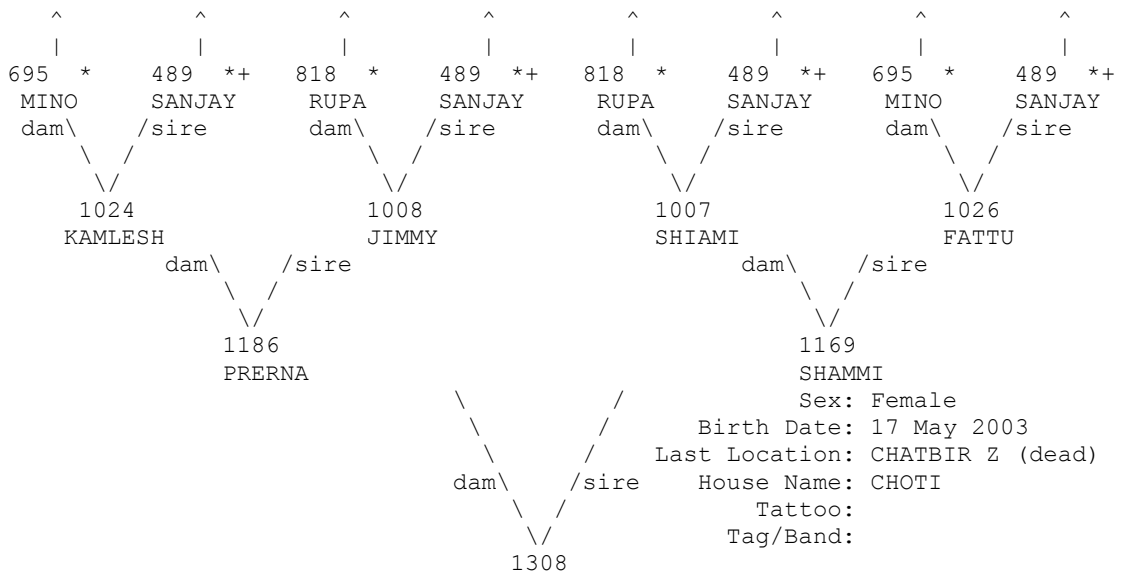 ^ ^ ^ ^ ^ ^ ^ ^
| | | | | | | |
695 * 489 *+ 818 * 489 *+ 818 * 489 *+ 695 * 489 *+
MINO SANJAY RUPA SANJAY RUPA SANJAY MINO SANJAY
dam\ /sire dam\ /sire dam\ /sire dam\ /sire
\ / \ / \ / \ /
\/ \/ \/ \/
1024 1008 1007 1026
KAMLESH JIMMY SHIAMI FATTU
dam\ /sire dam\ /sire
\ / \ /
\/ \/
1186 1169
PRERNA SHAMMI
\ / Sex: Female
\ / Birth Date: 17 May 2003
\ / Last Location: CHATBIR Z (dead)
dam\ /sire House Name: CHOTI
\ / Tattoo:
\/ Tag/Band:
1308